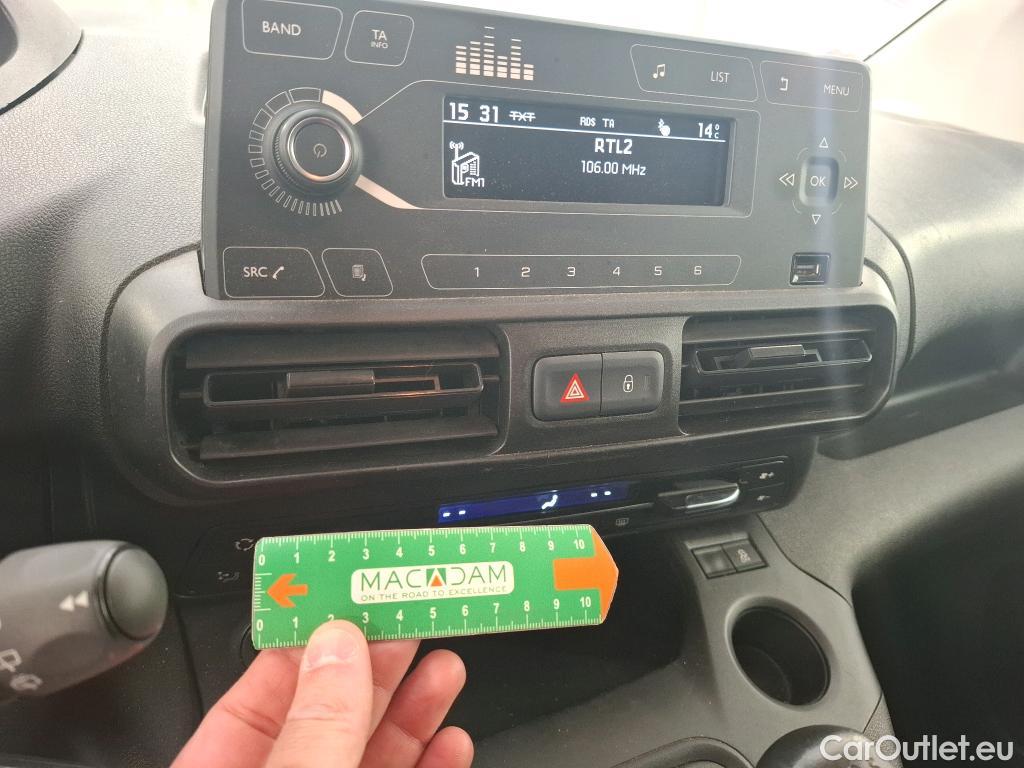 BAND
TA
INFO
LIST
MENU
15 31 TXT RDS TA 14°C
RTL2
106.00 MHz
FM1
OK
SRC
1 2 3 4 5 6
0 1 2 3 4 5 6 7 8 9 10
MACADAM
ON THE ROAD TO EXCELLENCE
0 1 2 3 4 5 6 7 8 9 10
CarOutlet.eu